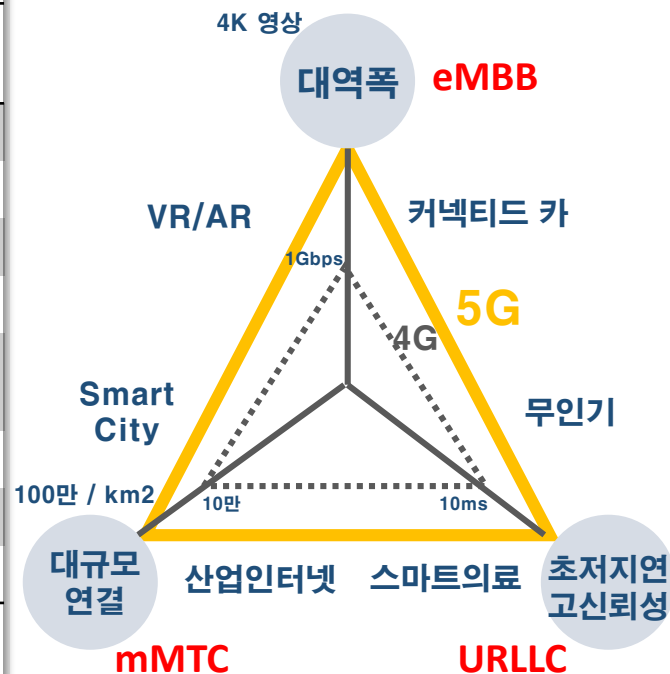 4K 영상
대역폭
eMBB
VR/AR
커넥티드 카
1Gbps
5G
4G
Smart
City
무인기
100만 / km2
10만
10ms
대규모
연결
산업인터넷
스마트의료
초저지연
고신뢰성
mMTC
URLLC